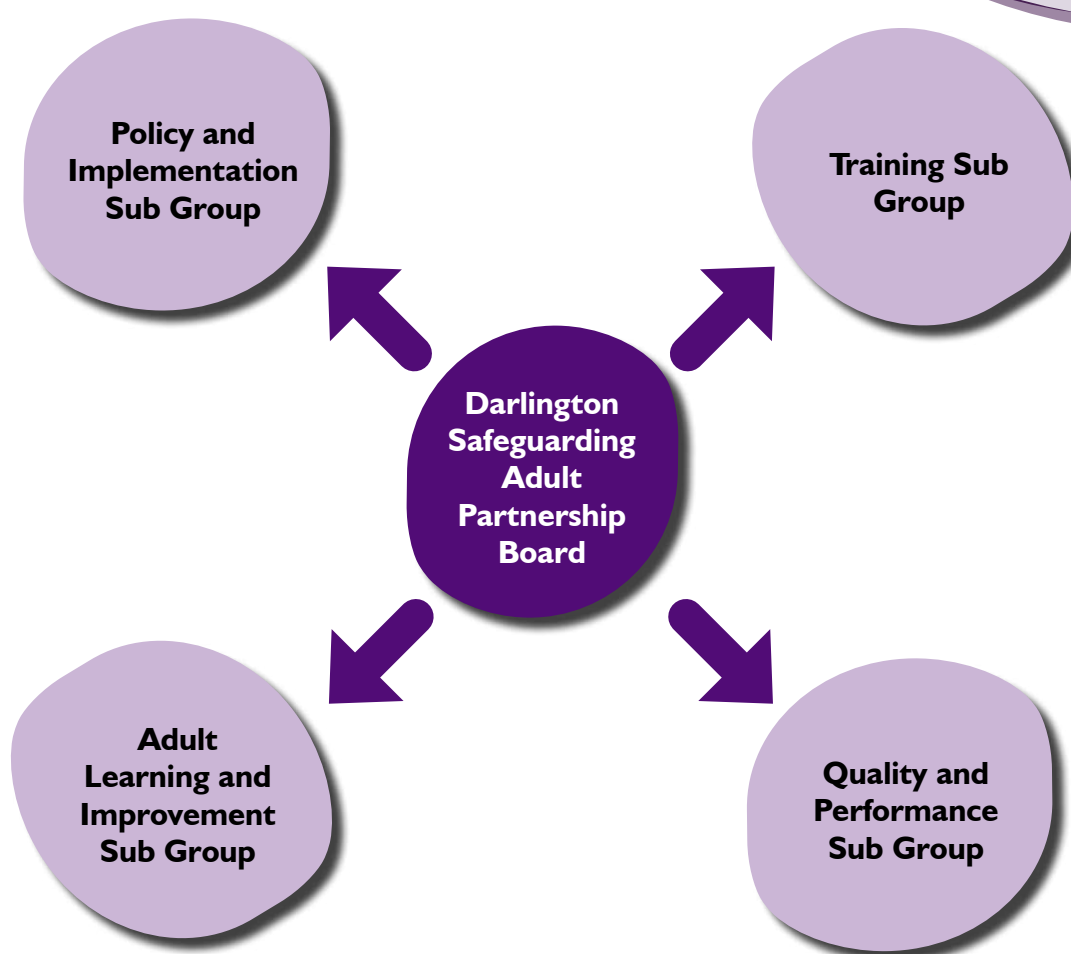 Policy and
Implementation
Sub Group
Training Sub
Group
Darlington
Safeguarding
Adult
Partnership
Board
Adult
Learning and
Improvement
Sub Group
Quality and
Performance
Sub Group